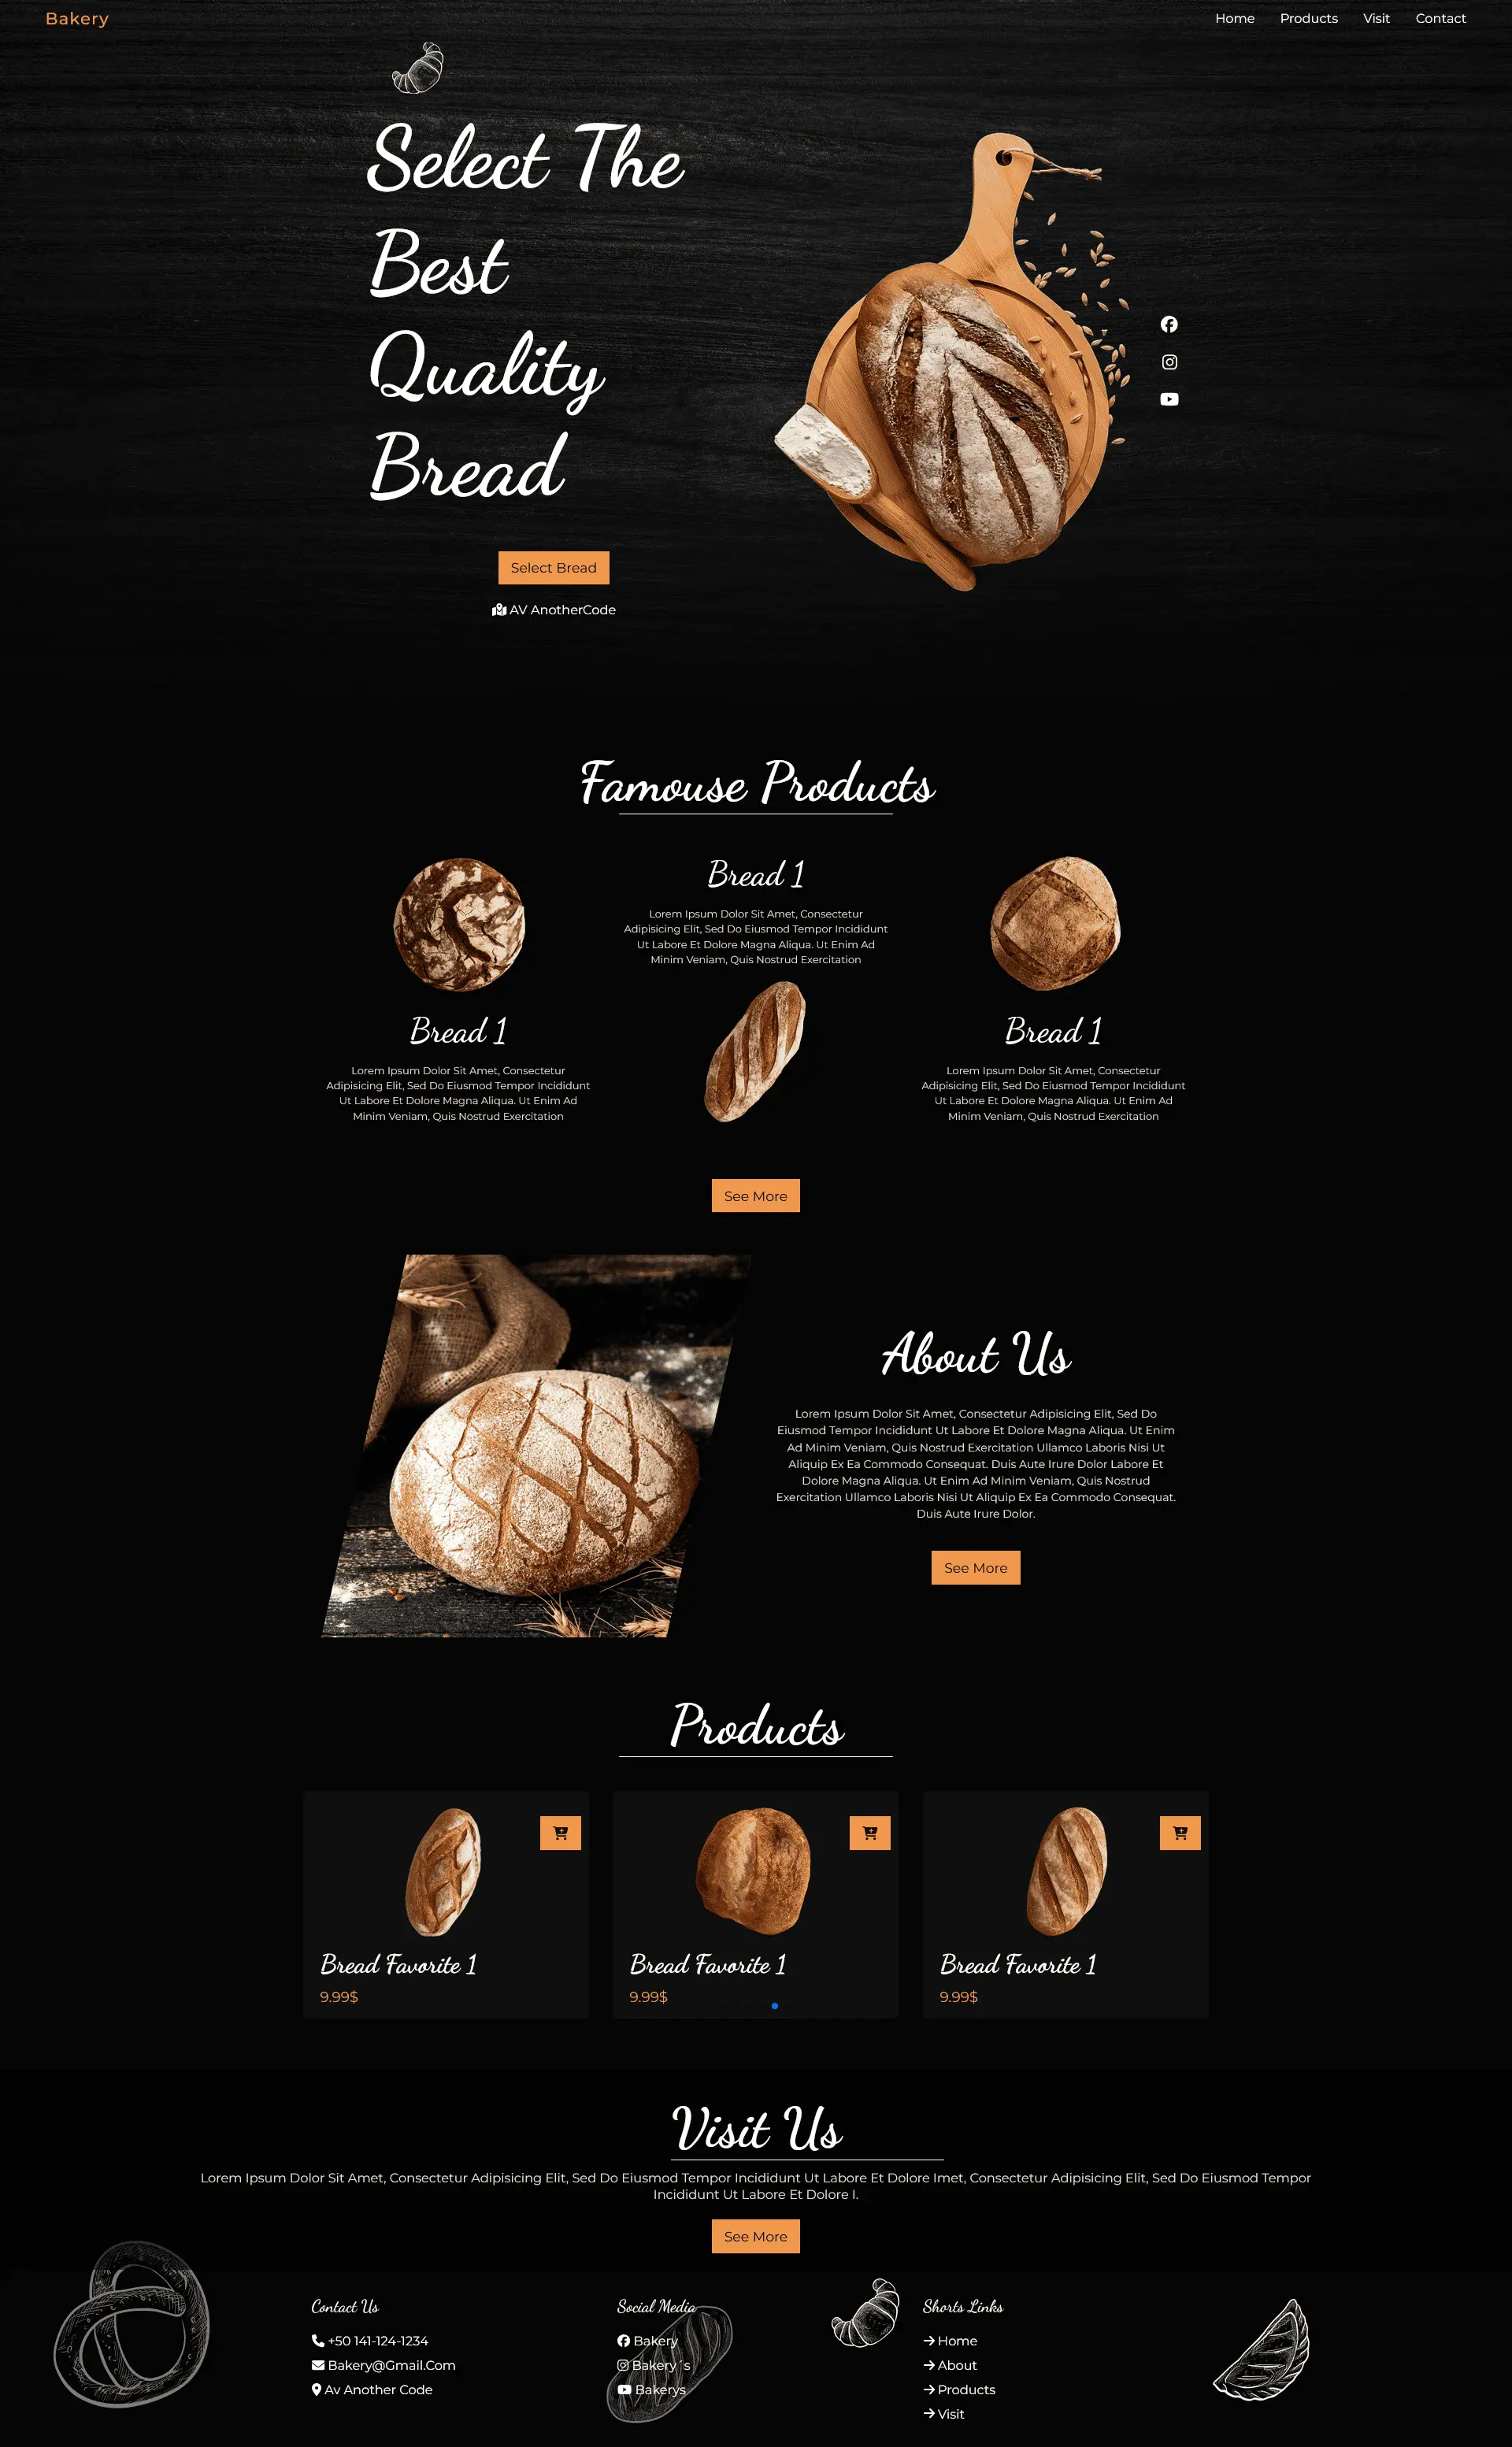 Bakery
Home Products Visit Contact
Select The
Best
Quality
Bread
Select Bread
AV AnotherCode
Famouse Products
Bread 1
Lorem Ipsum Dolor Sit Amet, Consectetur
Adipisicing Elit, Sed Do Eiusmod Tempor Incididunt
Ut Labore Et Dolore Magna Aliqua. Ut Enim Ad
Minim Veniam, Quis Nostrud Exercitation
Bread 1
Lorem Ipsum Dolor Sit Amet, Consectetur
Adipisicing Elit, Sed Do Eiusmod Tempor Incididunt
Ut Labore Et Dolore Magna Aliqua. Ut Enim Ad
Minim Veniam, Quis Nostrud Exercitation
Bread 1
Lorem Ipsum Dolor Sit Amet, Consectetur
Adipisicing Elit, Sed Do Eiusmod Tempor Incididunt
Ut Labore Et Dolore Magna Aliqua. Ut Enim Ad
Minim Veniam, Quis Nostrud Exercitation
See More
About Us
Lorem Ipsum Dolor Sit Amet, Consectetur Adipisicing Elit, Sed Do
Eiusmod Tempor Incididunt Ut Labore Et Dolore Magna Aliqua. Ut Enim
Ad Minim Veniam, Quis Nostrud Exercitation Ullamco Laboris Nisi Ut
Aliquip Ex Ea Commodo Consequat. Duis Aute Irure Dolor Labore Et
Dolore Magna Aliqua. Ut Enim Ad Minim Veniam, Quis Nostrud
Exercitation Ullamco Laboris Nisi Ut Aliquip Ex Ea Commodo Consequat.
Duis Aute Irure Dolor.
See More
Products
Bread Favorite 1
9.99$
Bread Favorite 1
9.99$
Bread Favorite 1
9.99$
Visit Us
Lorem Ipsum Dolor Sit Amet, Consectetur Adipisicing Elit, Sed Do Eiusmod Tempor Incididunt Ut Labore Et Dolore Imet, Consectetur Adipisicing Elit, Sed Do Eiusmod Tempor
Incididunt Ut Labore Et Dolore I.
See More
Contact Us
+50 141-124-1234
Bakery@Gmail.Com
Av Another Code
Social Media
Bakery
Bakery´s
Bakerys
Shorts Links
Home
About
Products
Visit